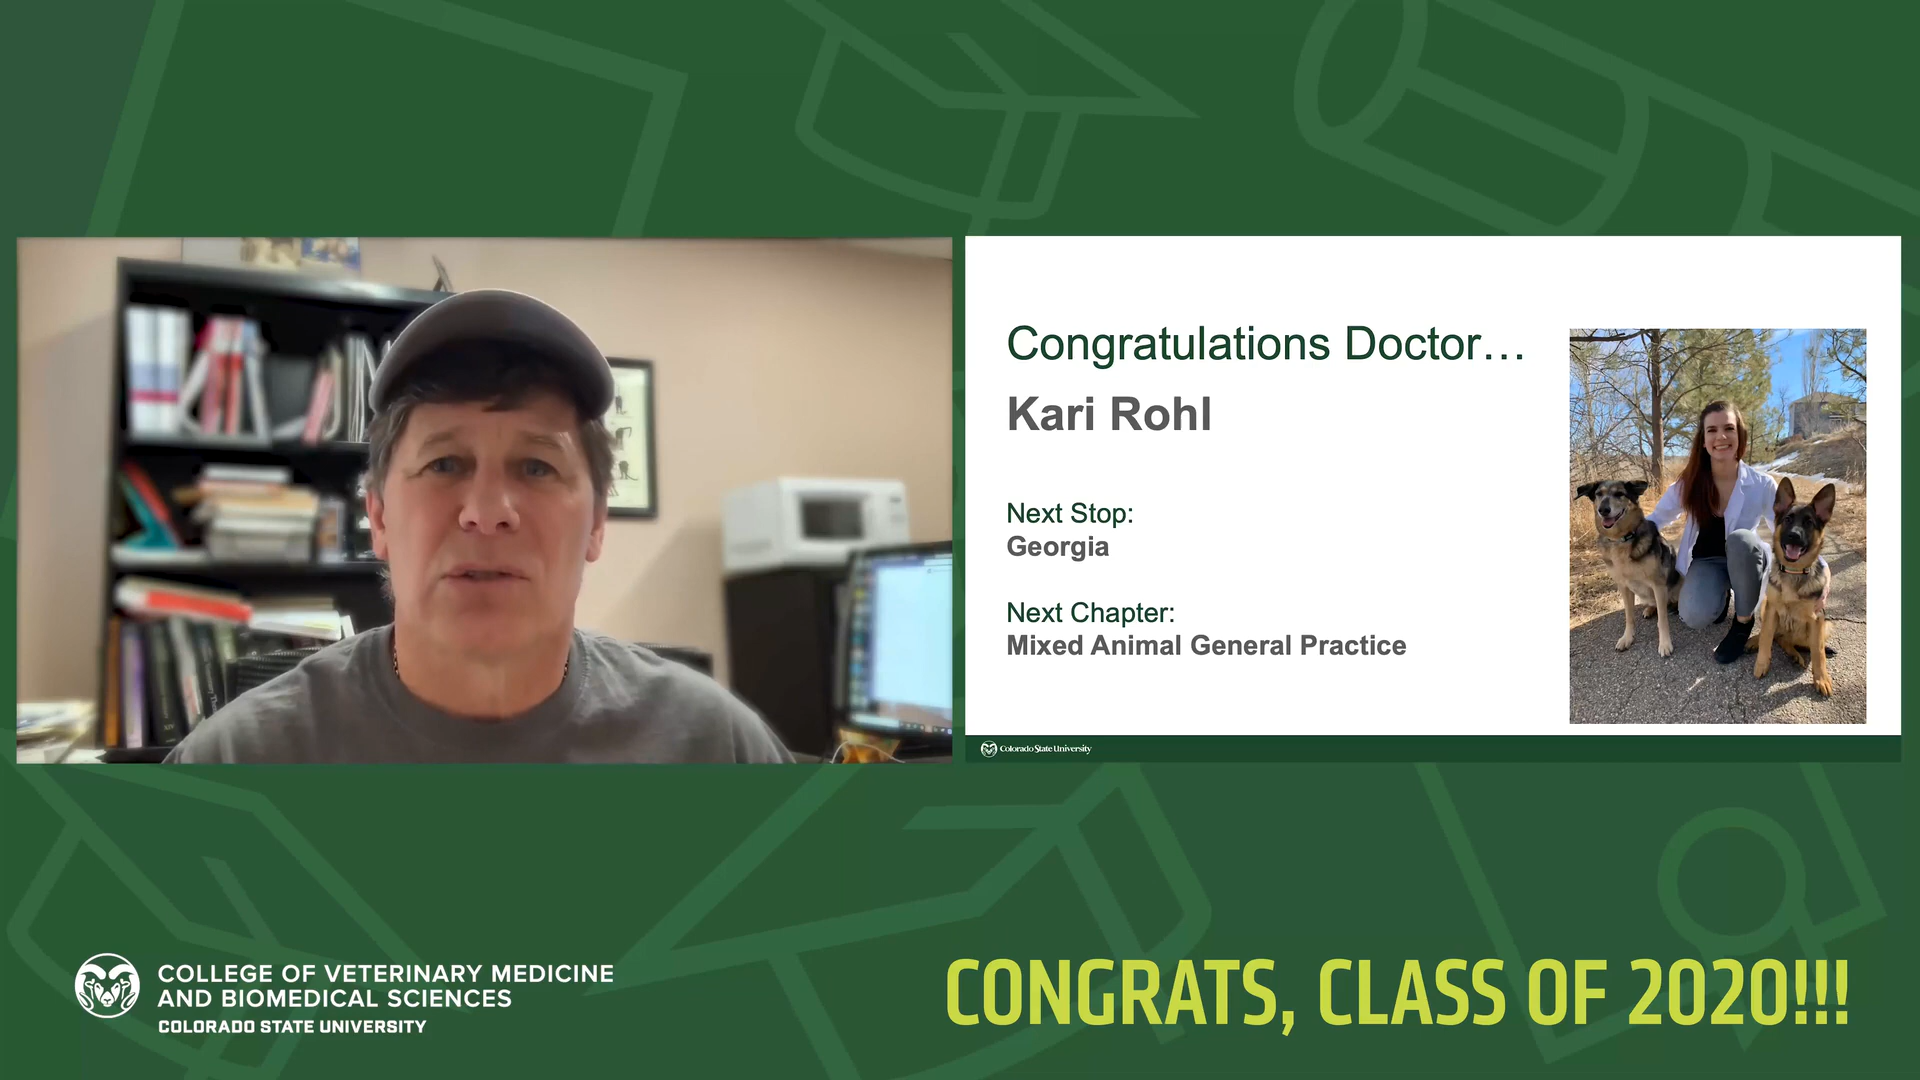 Congratulations Doctor…
Kari Rohl
Next Stop:
Georgia
Next Chapter:
Mixed Animal General Practice
Colorado State University
COLLEGE OF VETERINARY MEDICINE
AND BIOMEDICAL SCIENCES
COLORADO STATE UNIVERSITY
CONGRATS, CLASS OF 2020!!!